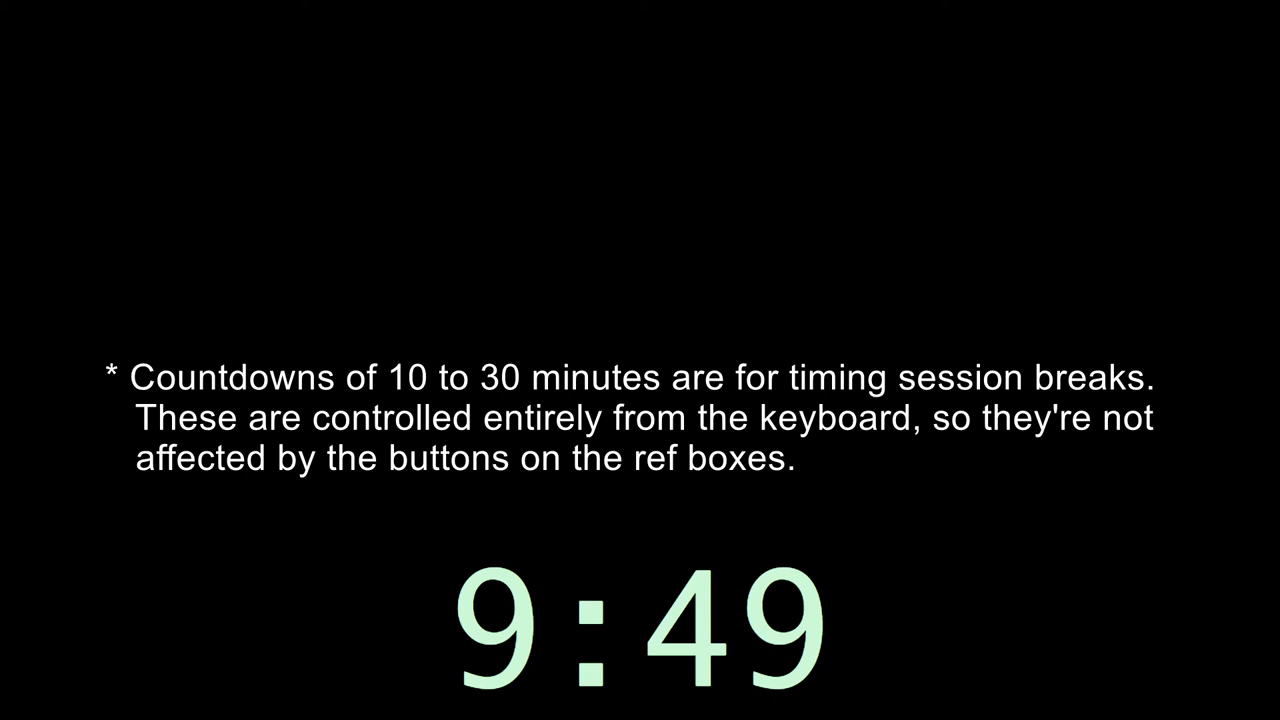 * Countdowns of 10 to 30 minutes are for timing session breaks.
These are controlled entirely from the keyboard, so they're not
affected by the buttons on the ref boxes.
9:49